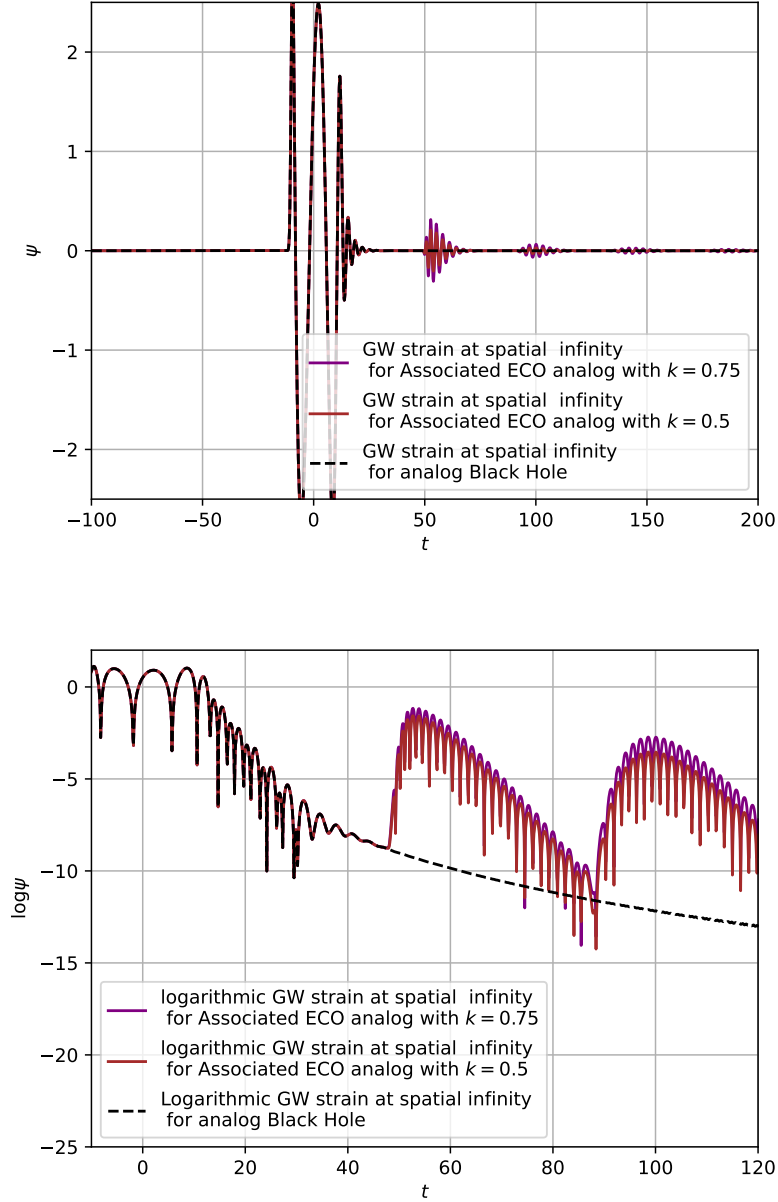 2
1
0
−1
−2
ψ
GW strain at spatial  infinity
for Associated ECO analog with k = 0.75
GW strain at spatial  infinity
for Associated ECO analog with k = 0.5
GW strain at spatial infinity
for analog Black Hole
−100
−50
0
50
100
150
200
t
0
−5
−10
−15
−20
−25
logψ
logarithmic GW strain at spatial  infinity
for Associated ECO analog with k = 0.75
logarithmic GW strain at spatial  infinity
for Associated ECO analog with k = 0.5
Logarithmic GW strain at spatial infinity
for analog Black Hole
0
20
40
60
80
100
120
t